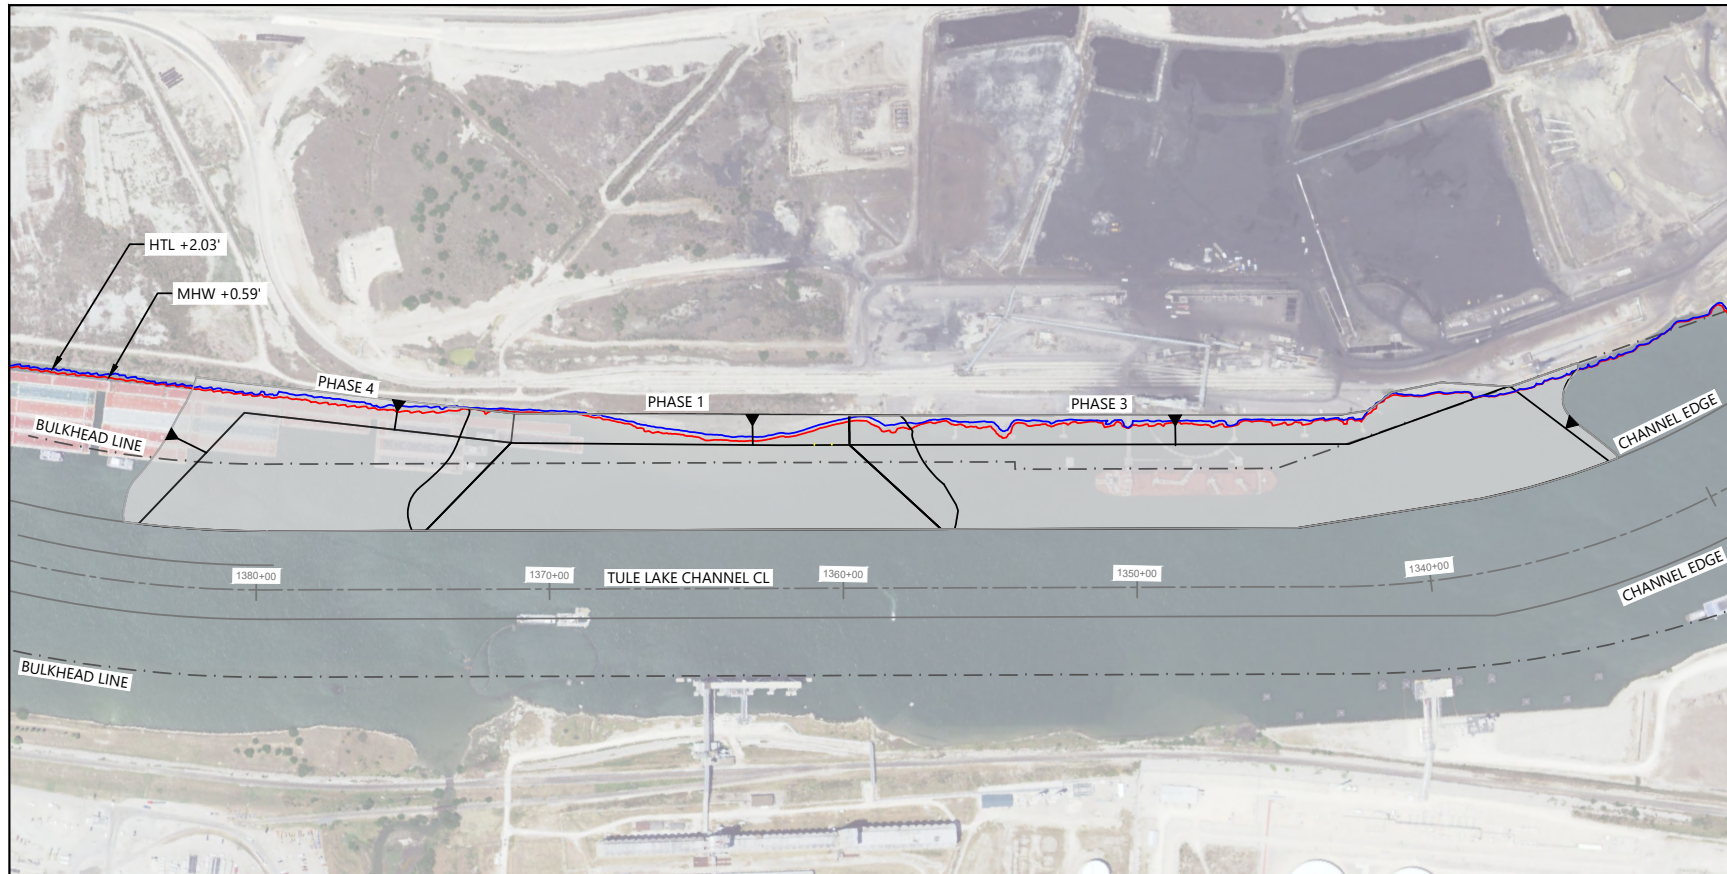 HTL +2.03'
MHW +0.59'
PHASE 4
PHASE 1
PHASE 3
BULKHEAD LINE
CHANNEL EDGE
1380+00
1370+00
TULE LAKE CHANNEL CL
1360+00
1350+00
1340+00
CHANNEL EDGE
BULKHEAD LINE